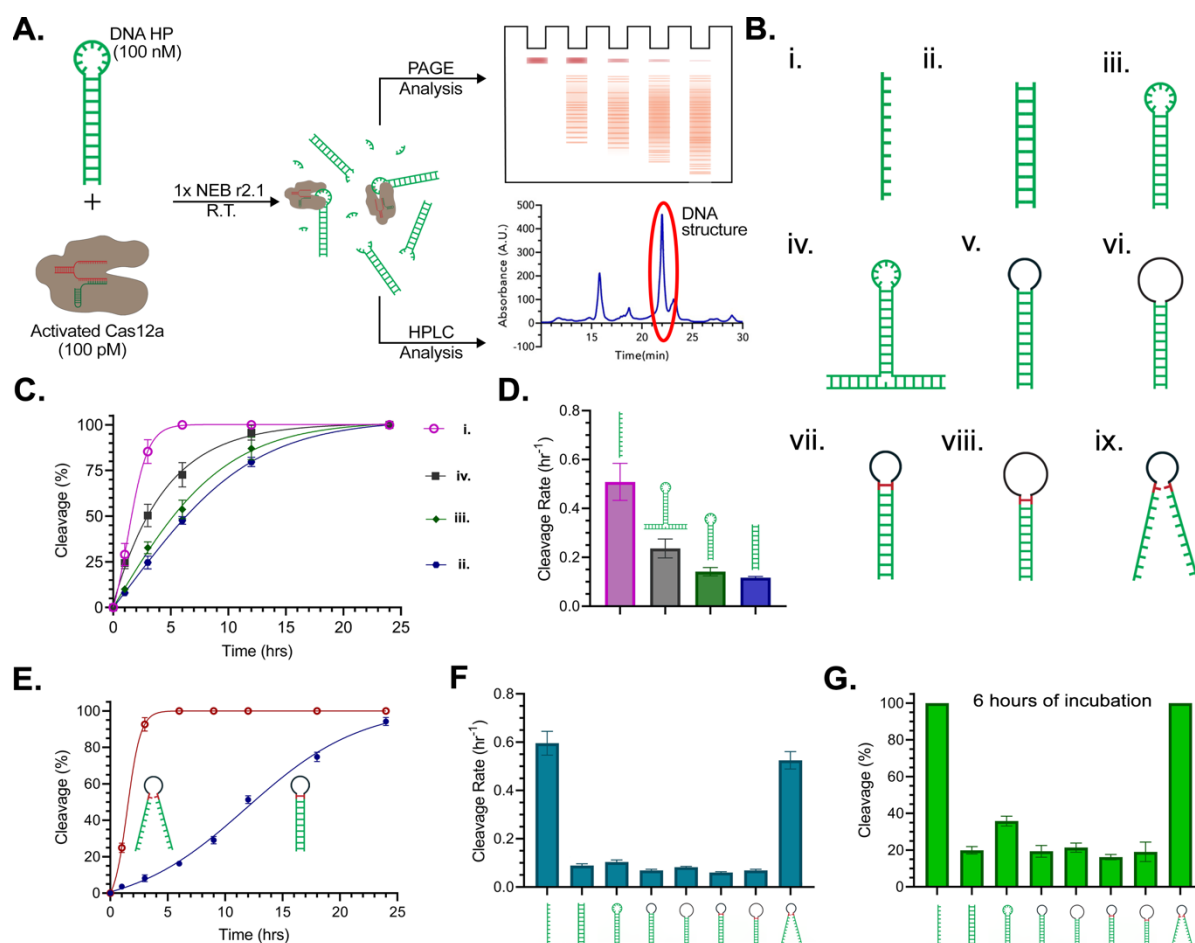 A.
DNA HP
(100 nM)
+
Activated Cas12a
(100 pM)
1x NEB r2.1
R.T.
PAGE
Analysis
HPLC
Analysis
DNA
structure
Absorbance (A.U.)
500
400
300
200
100
0
-100
10 15 20 25 30
Time(min)
B.
i. ii. iii.
iv. v. vi.
vii. viii. ix.
C.
Cleavage (%)
100
75
50
25
0
0 5 10 15 20 25
Time (hrs)
i.
iv.
iii.
ii.
D.
Cleavage Rate (hr⁻¹)
0.8
0.6
0.4
0.2
0.0
E.
Cleavage (%)
100
80
60
40
20
0
0 5 10 15 20 25
Time (hrs)
F
Cleavage Rate (hr⁻¹)
0.8
0.6
0.4
0.2
0.0
G.
6 hours of incubation
Cleavage (%)
100
80
60
40
20
0